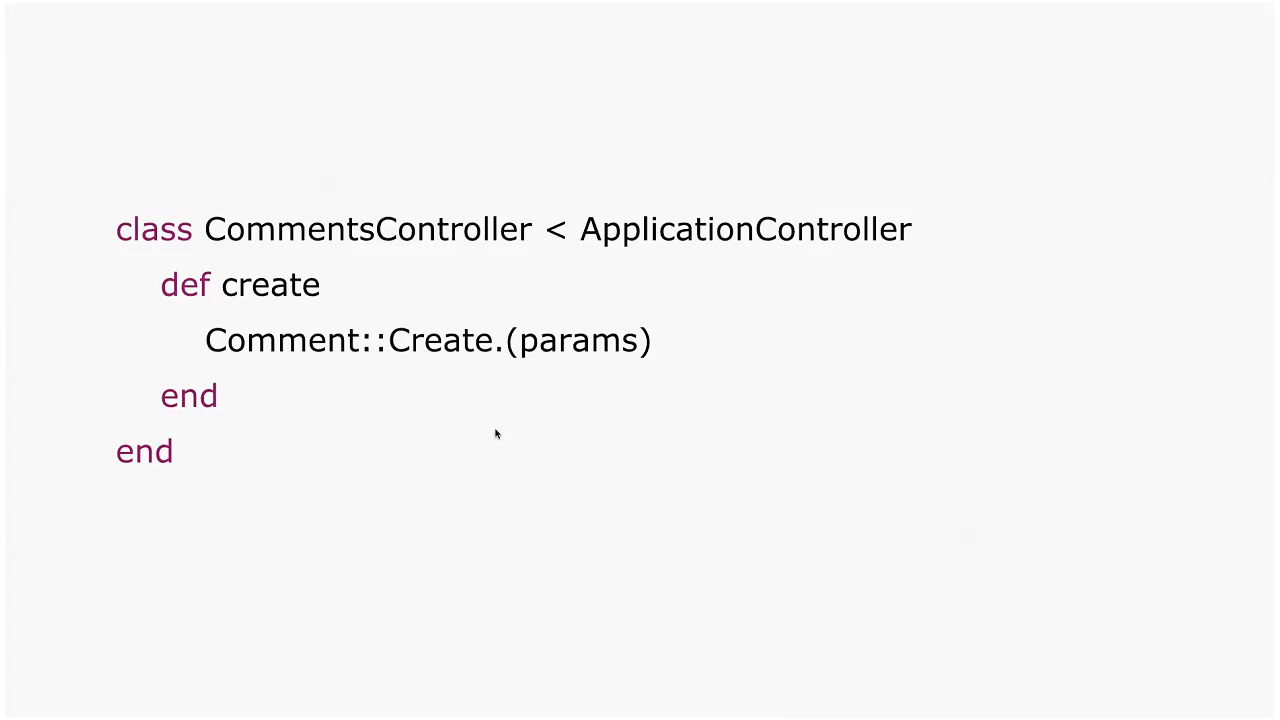 class CommentsController < ApplicationController
def create
Comment::Create.(params)
end
end